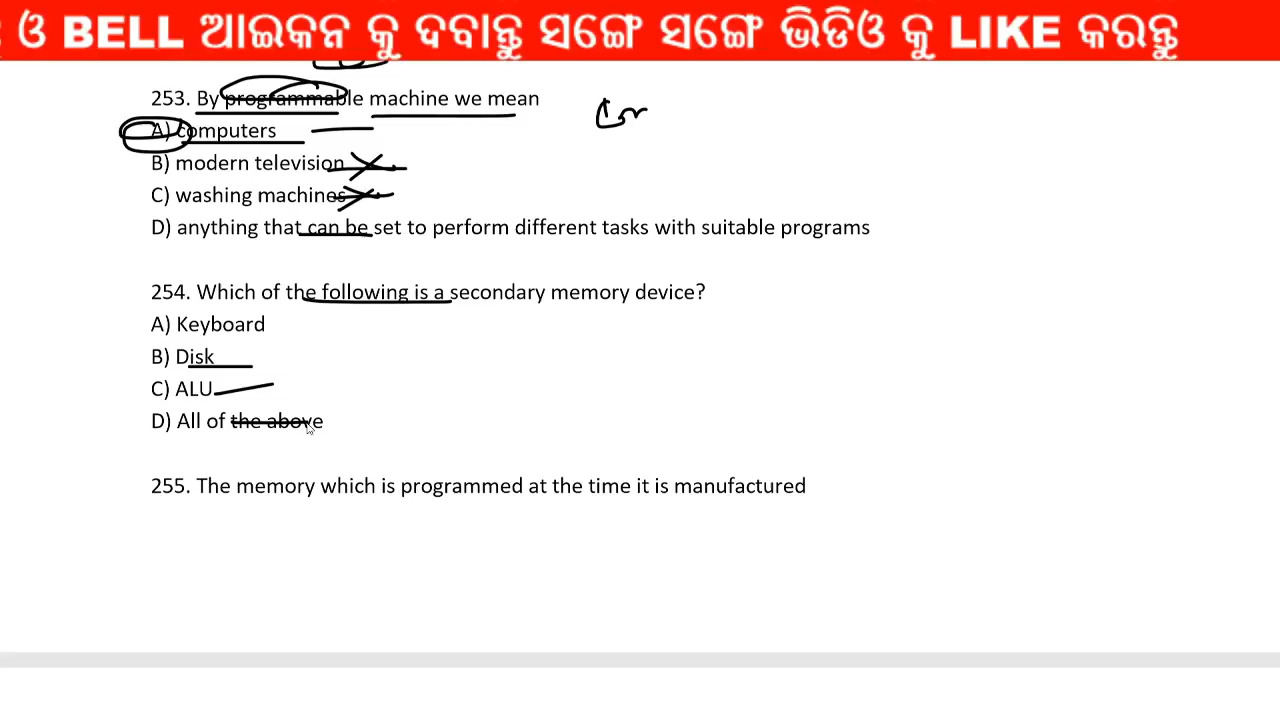 ଓ BELL ଆଇକନ କୁ ଦବାନ୍ତୁ ସଙ୍ଗେ ସଙ୍ଗେ ଭିଡିଓ କୁ LIKE କରନ୍ତୁ
253. By programmable machine we mean
A) computers
B) modern television
C) washing machines
D) anything that can be set to perform different tasks with suitable programs
254. Which of the following is a secondary memory device?
A) Keyboard
B) Disk
C) ALU
D) All of the above
255. The memory which is programmed at the time it is manufactured